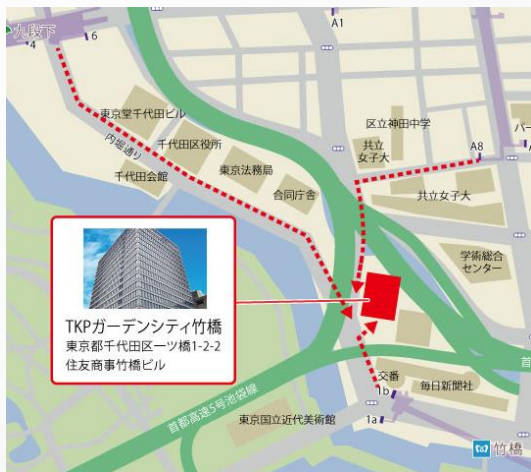 九段下
4
6
A1
東京堂千代田ビル
内堀通り
千代田区役所
千代田会館
東京法務局
合同庁舎
区立神田中学
共立
女子大
A8
共立女子大
学術総合
センター
TKPガーデンシティ竹橋
東京都千代田区一ツ橋1-2-2
住友商事竹橋ビル
首都高速5号池袋線
交番
1b
毎日新聞社
東京国立近代美術館
1a
竹橋